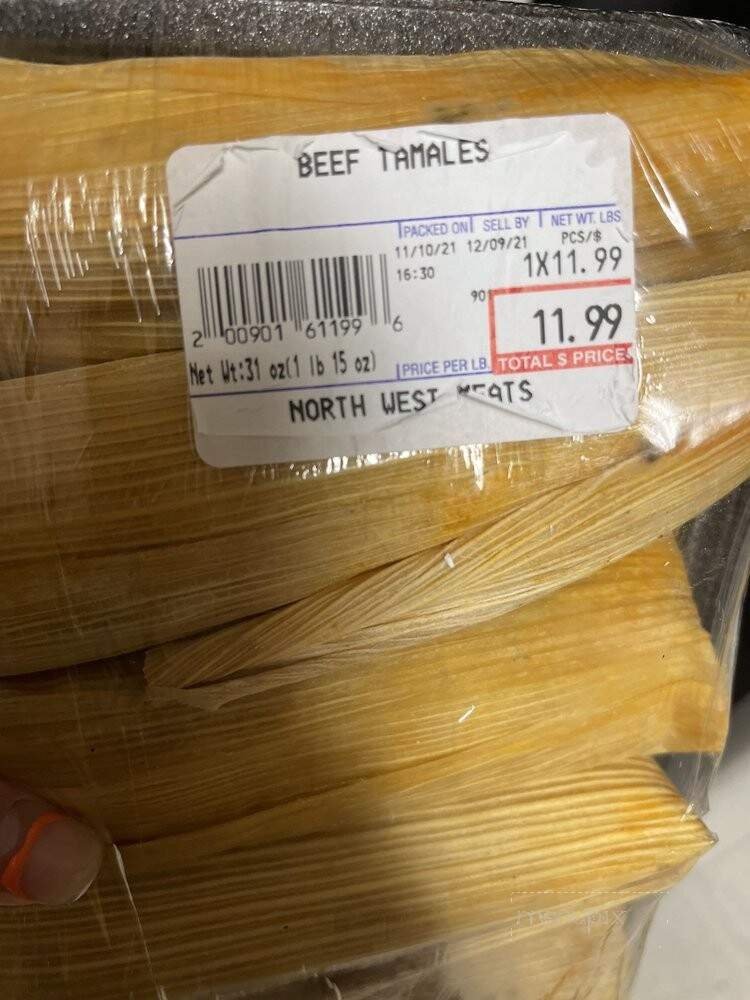 BEEF TAMALES
PACKED ON SELL BY NET WT. LBS
11/10/21 12/09/21 PCS/$
16:30 1X11.99
90
11.99
2 00901 61199 6
Net Wt:31 oz(1 lb 15 oz) PRICE PER LB. TOTAL $ PRICE
NORTH WEST MEATS
menupix